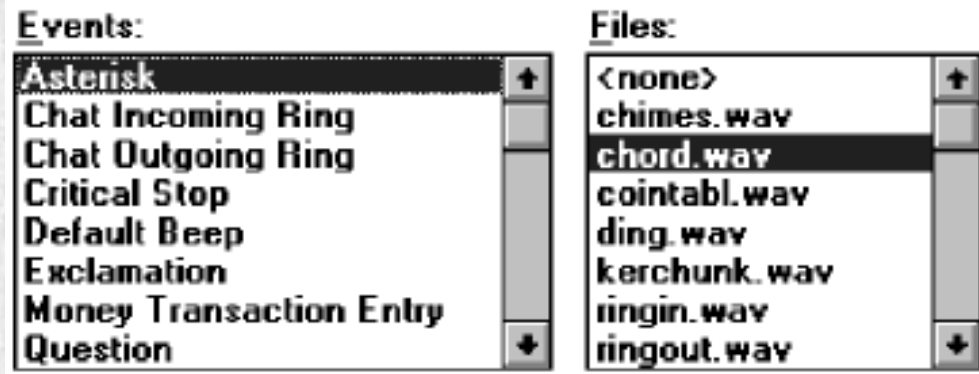 Events:
Asterisk
Chat Incoming Ring
Chat Outgoing Ring
Critical Stop
Default Beep
Exclamation
Money Transaction Entry
Question
Files:
<none>
chimes.wav
chord.wav
cointabl.wav
ding.wav
kerchunk.wav
ringin.wav
ringout.wav